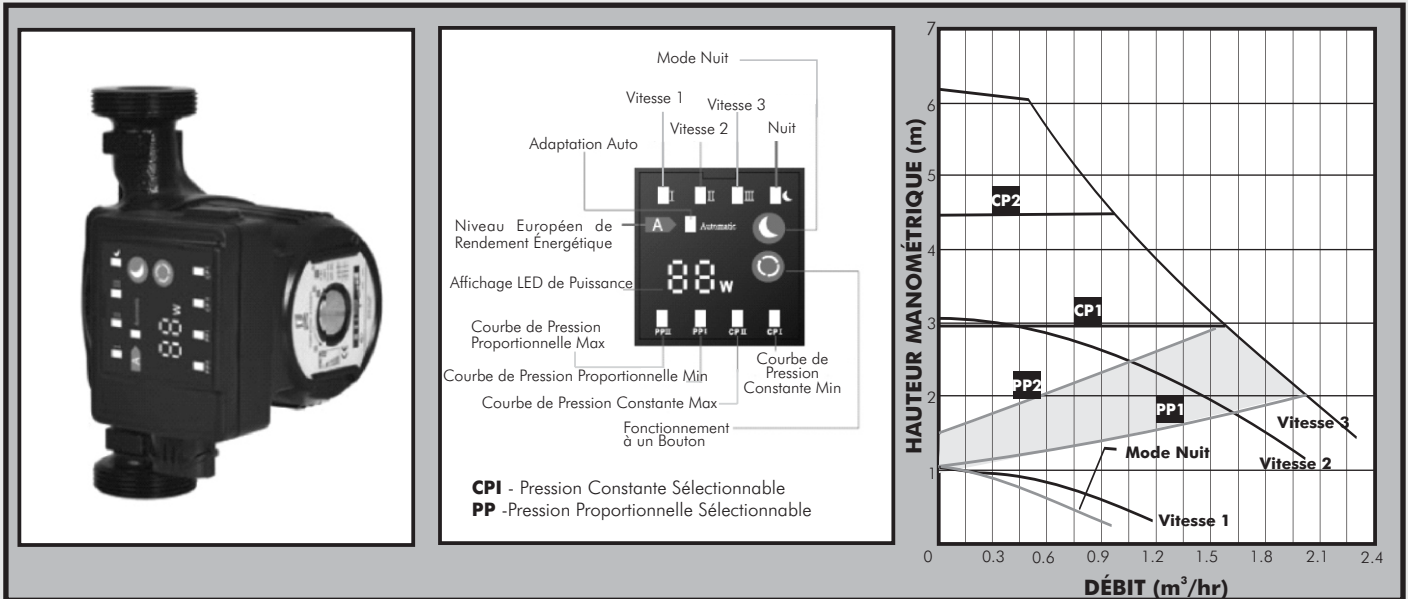 Mode Nuit
Vitesse 1
Vitesse 3
Vitesse 2
Nuit
Adaptation Auto
I
II
III
Niveau Européen de
Rendement Énergétique
A
Automatic
Affichage LED de Puissance
88 W
PPII
PPI
CPII
CPI
Courbe de Pression
Proportionnelle Max
Courbe de Pression Proportionnelle Min
Courbe de Pression Constante Max
Courbe de
Pression
Constante Min
Fonctionnement
à un Bouton
CPI - Pression Constante Sélectionnable
PP -Pression Proportionnelle Sélectionnable
HAUTEUR MANOMÉTRIQUE (m)
7
6
5
4
3
2
1
0
CP2
CP1
PP2
PP1
Vitesse 3
Vitesse 2
Mode Nuit
Vitesse 1
0.3
0.6
0.9
1.2
1.5
1.8
2.1
2.4
DÉBIT (m³/hr)
A
88 W